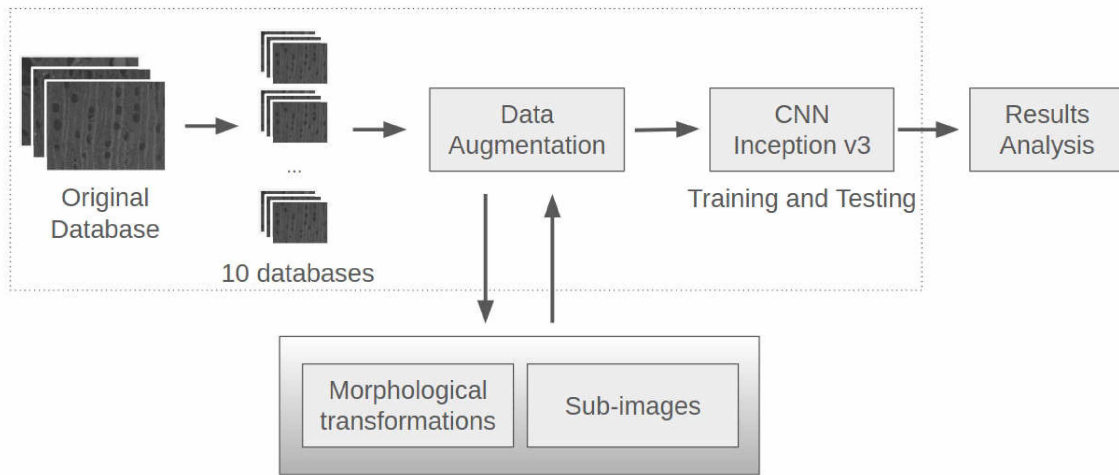 Original
Database
...
10 databases
Data
Augmentation
CNN
Inception v3
Training and Testing
Results
Analysis
Morphological
transformations
Sub-images